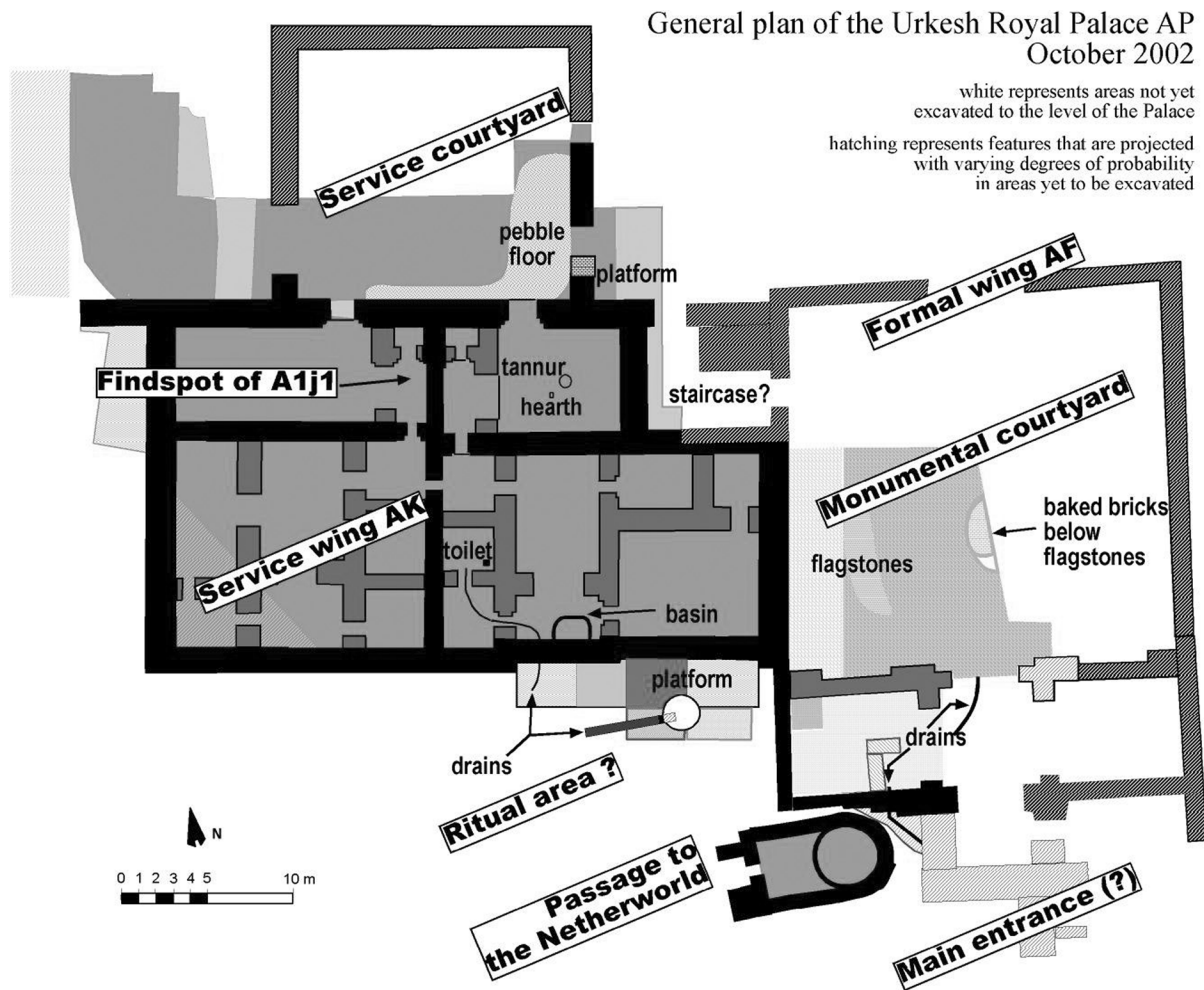 General plan of the Urkesh Royal Palace AP
October 2002
white represents areas not yet
excavated to the level of the Palace
hatching represents features that are projected
with varying degrees of probability
in areas yet to be excavated
Service courtyard
pebble
floor
platform
Formal wing AF
Findspot of A1j1
tannur
hearth
staircase?
Monumental courtyard
baked bricks
below
flagstones
flagstones
Service wing AK
toilet
basin
platform
drains
drains
Ritual area ?
Passage to
the Netherworld
Main entrance (?)
N
0 1 2 3 4 5 10 m